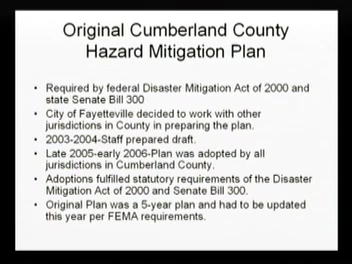 Original Cumberland County
Hazard Mitigation Plan
• Required by federal Disaster Mitigation Act of 2000 and
state Senate Bill 300
• City of Fayetteville decided to work with other
jurisdictions in County in preparing the plan.
• 2003-2004-Staff prepared draft.
• Late 2005-early 2006-Plan was adopted by all
jurisdictions in Cumberland County.
• Adoptions fulfilled statutory requirements of the Disaster
Mitigation Act of 2000 and Senate Bill 300.
• Original Plan was a 5-year plan and had to be updated
this year per FEMA requirements.